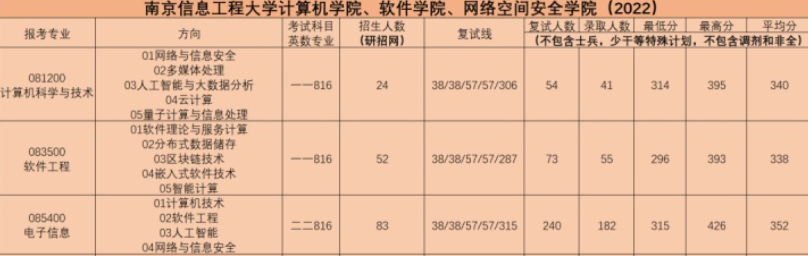 南京信息工程大学计算机学院、软件学院、网络空间安全学院（2022）
报考专业 方向 考试科目 招生人数 复试线 复试人数 录取人数 最低分 最高分 平均分
英数专业 (研招网) (不包含士兵，少干等特殊计划，不包含调剂和非全)
081200
计算机科学与技术
01网络与信息安全
02多媒体处理
03人工智能与大数据分析
04云计算
05量子计算与信息处理
一一816 24 38/38/57/57/306 54 41 314 395 340
083500
软件工程
01软件理论与服务计算
02分布式数据储存
03区块链技术
04嵌入式软件技术
05智能计算
一一816 52 38/38/57/57/287 73 55 296 393 338
085400
电子信息
01计算机技术
02软件工程
03人工智能
04网络与信息安全
二二816 83 38/38/57/57/315 240 182 315 426 352